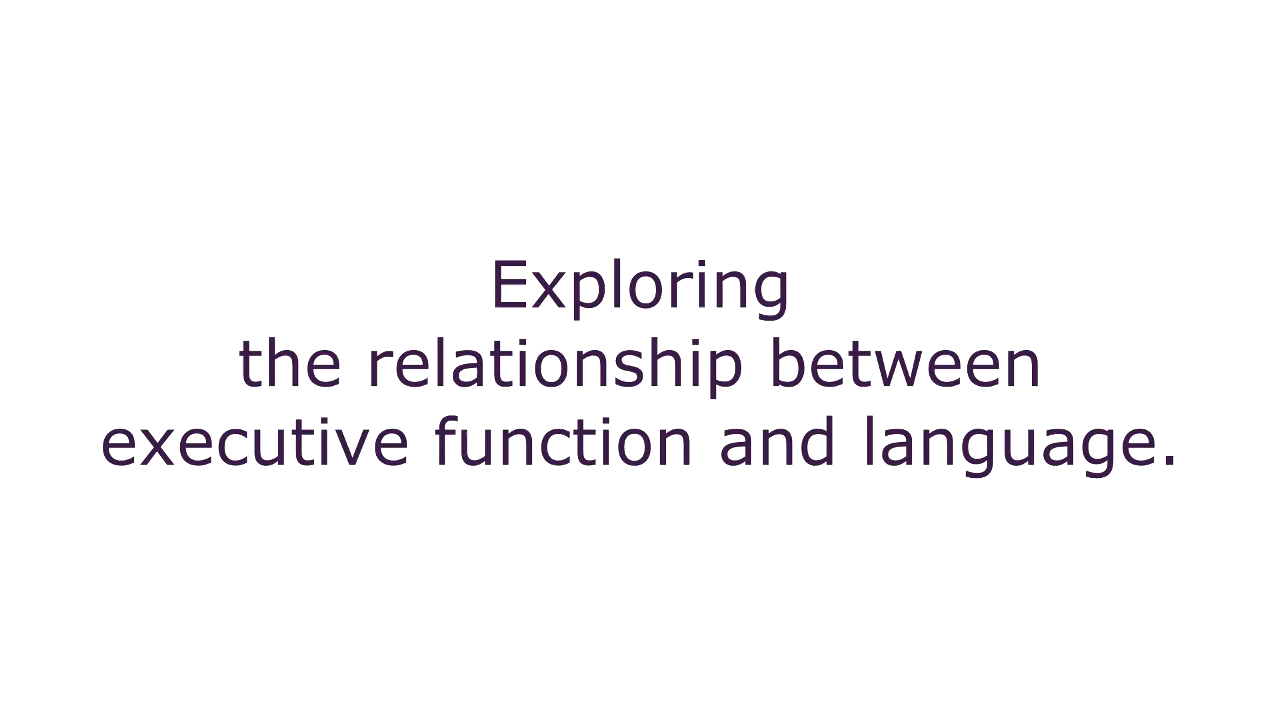 Exploring
the relationship between
executive function and language.